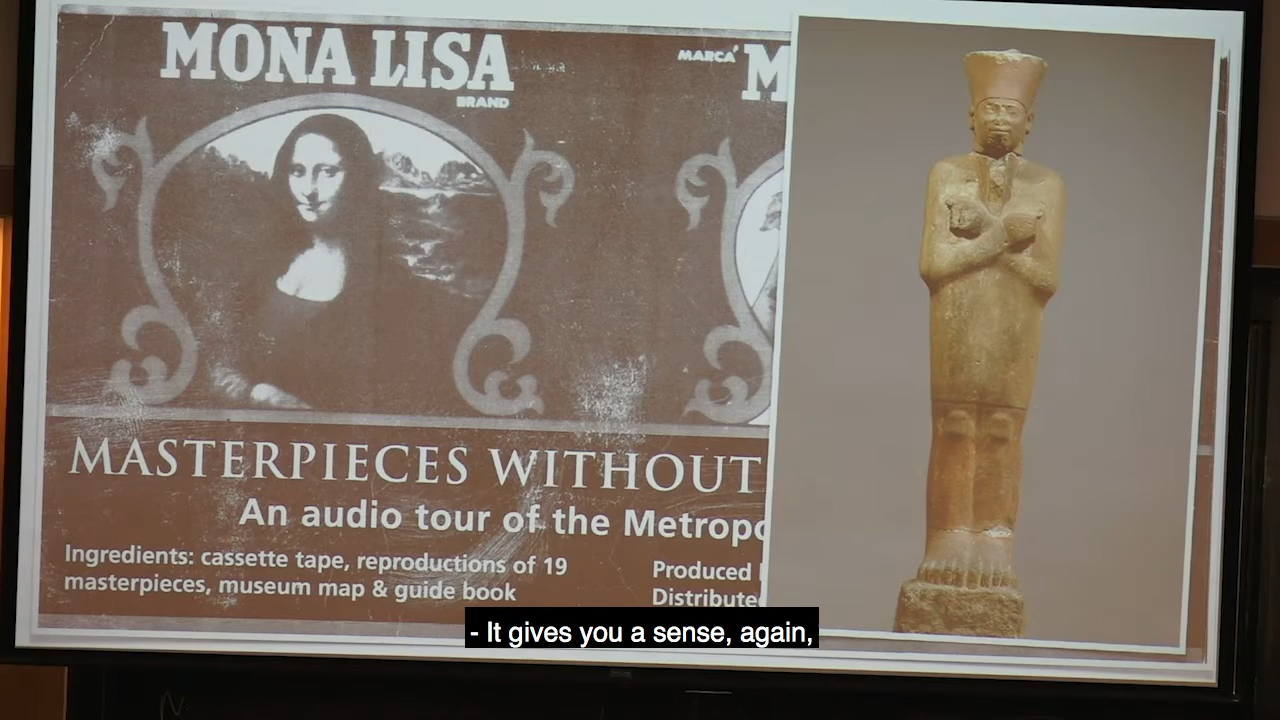 MONA LISA
BRAND
MARCA
M
MASTERPIECES WITHOUT
An audio tour of the Metropo
Ingredients: cassette tape, reproductions of 19
masterpieces, museum map & guide book
Produced
Distribute
- It gives you a sense, again,